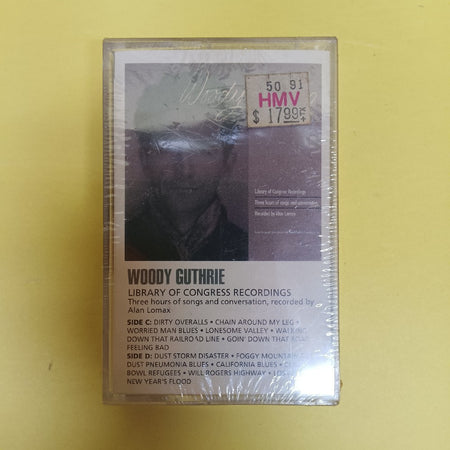 Woody
50 91
HMV
$ 17.99
Library of Congress Recordings
Three hours of songs and conversation,
Recorded by Alan Lomax
WOODY GUTHRIE
LIBRARY OF CONGRESS RECORDINGS
Three hours of songs and conversation, recorded by
Alan Lomax
SIDE C: DIRTY OVERALLS • CHAIN AROUND MY LEG •
WORRIED MAN BLUES • LONESOME VALLEY • WALKING
DOWN THAT RAILROAD LINE • GOIN' DOWN THAT ROAD
FEELING BAD
SIDE D: DUST STORM DISASTER • FOGGY MOUNTAIN
DUST PNEUMONIA BLUES • CALIFORNIA BLUES •
BOWL REFUGEES • WILL ROGERS HIGHWAY • LOS
NEW YEAR'S FLOOD